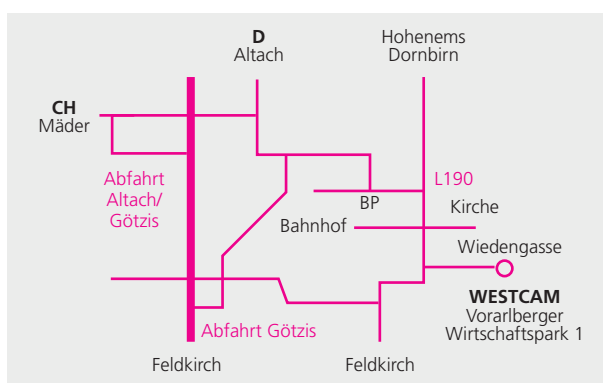 D
Altach
Hohenems
Dornbirn
CH
Mäder
Abfahrt
Altach/
Götzis
L190
BP
Kirche
Bahnhof
Wiedengasse
WESTCAM
Vorarlberger
Wirtschaftspark 1
Abfahrt Götzis
Feldkirch
Feldkirch